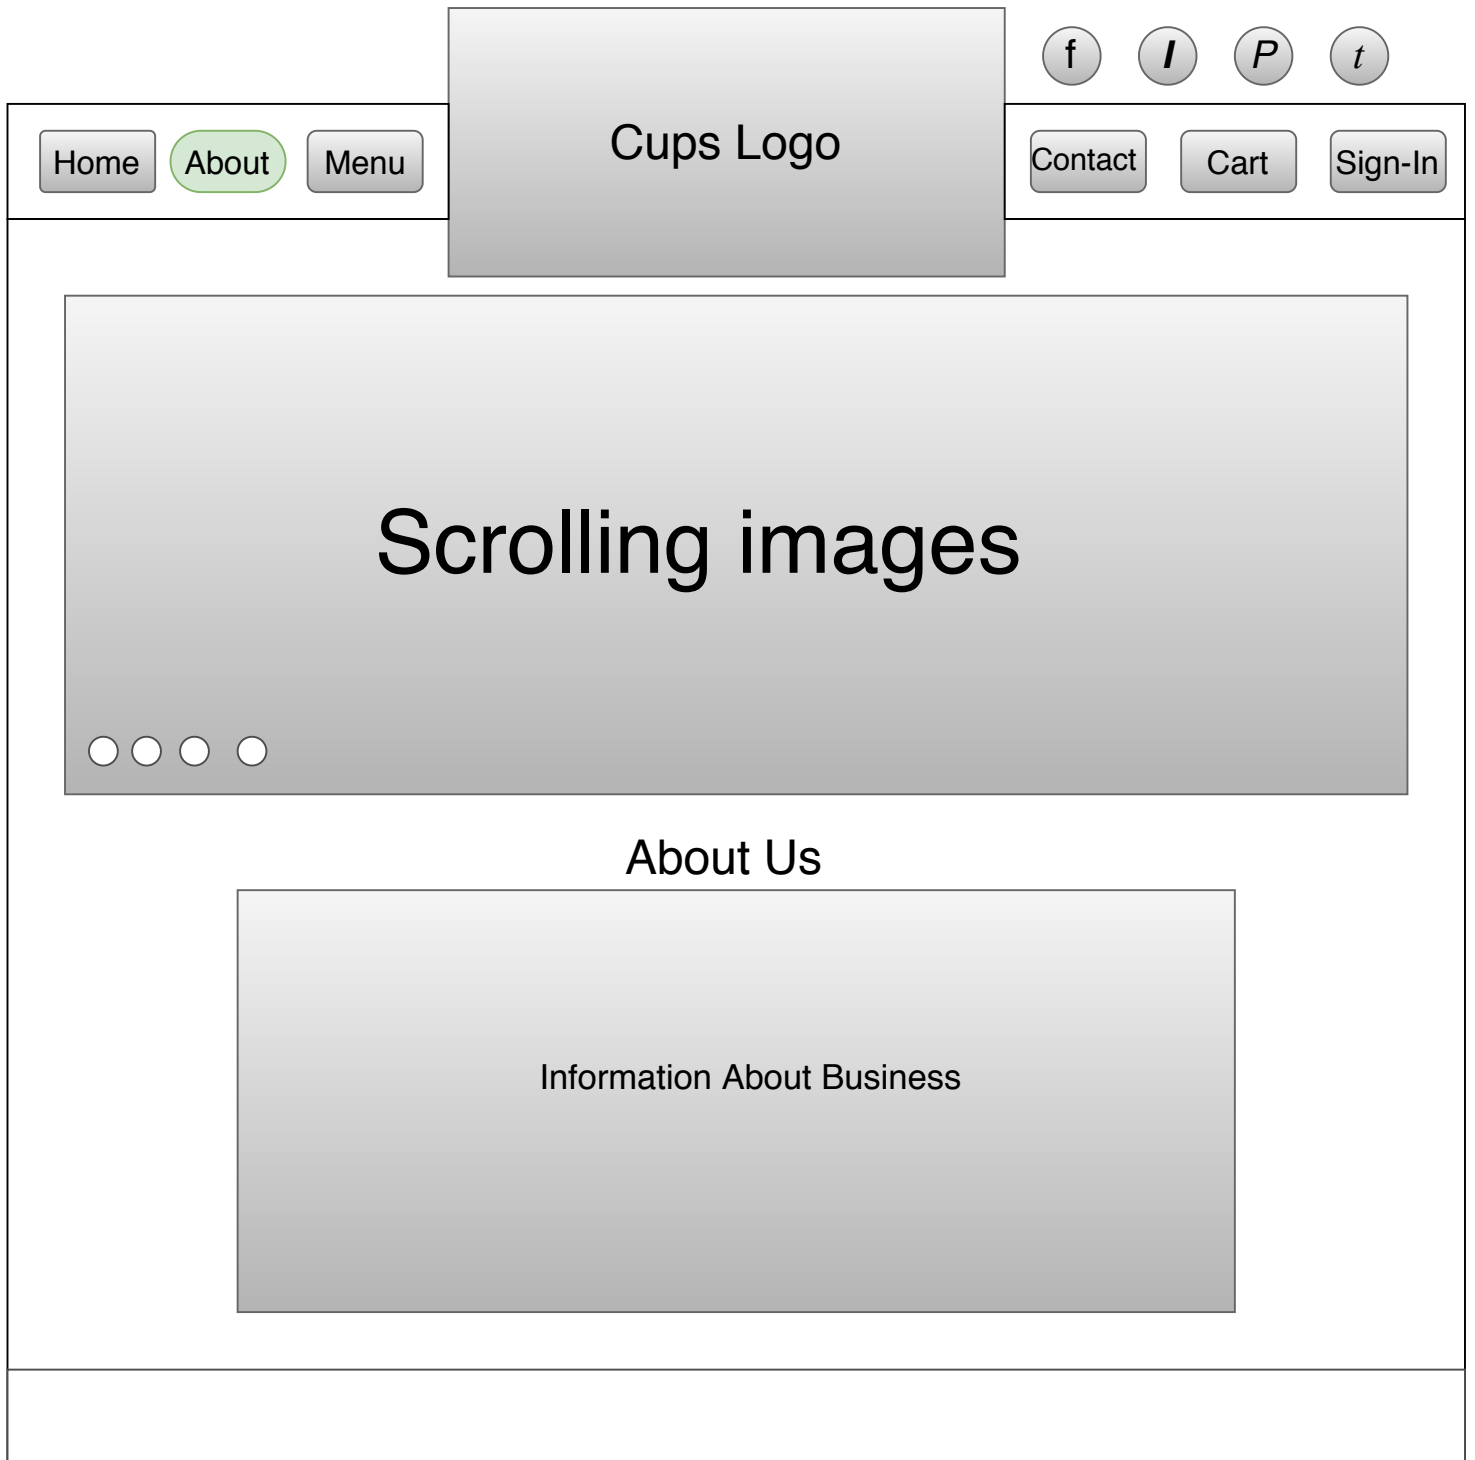 f
I
P
t
Home
About
Menu
Cups Logo
Contact
Cart
Sign-In
Scrolling images
About Us
Information About Business